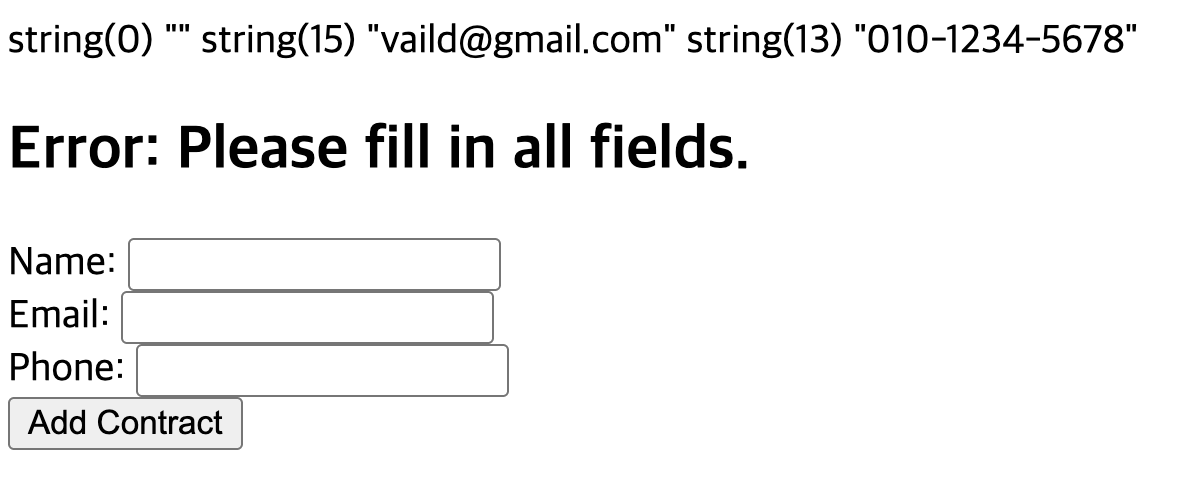 string(0) "" string(15) "vaild@gmail.com" string(13) "010-1234-5678"
Error: Please fill in all fields.
Name:
Email:
Phone:
Add Contract